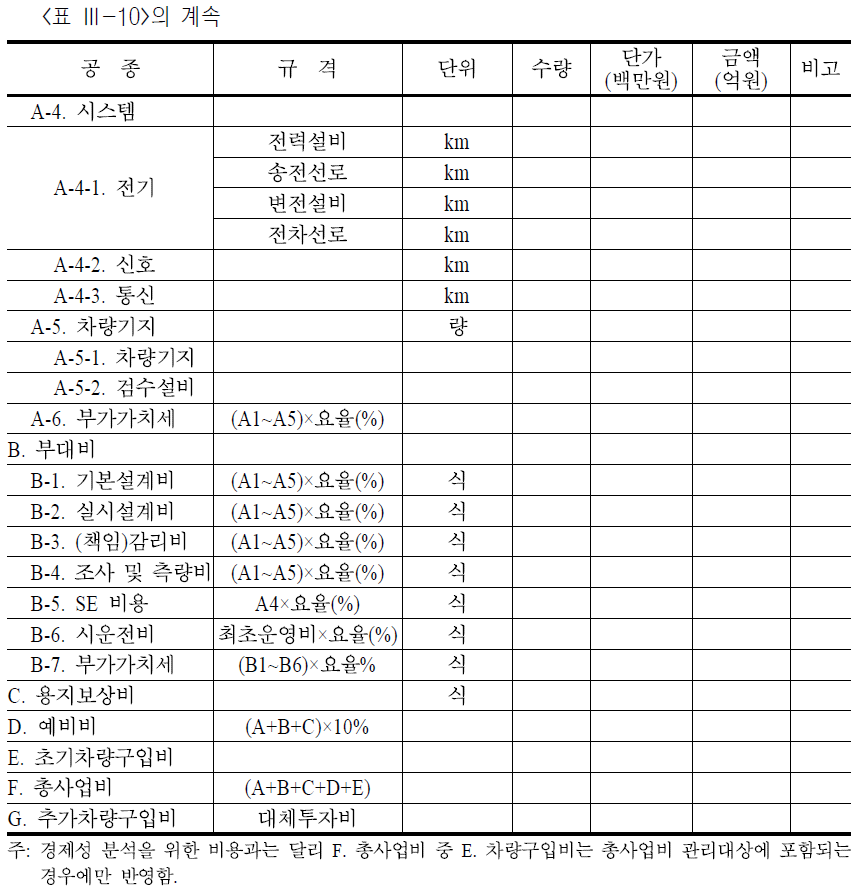 <표 Ⅲ-10>의 계속
공 종 규 격 단위 수량 단가 (백만원) 금액 (억원) 비고
A-4. 시스템
A-4-1. 전기 전력설비 km
송전선로 km
변전설비 km
전차선로 km
A-4-2. 신호 km
A-4-3. 통신 km
A-5. 차량기지 량
A-5-1. 차량기지
A-5-2. 검수설비
A-6. 부가가치세 (A1~A5)×요율(%)
B. 부대비
B-1. 기본설계비 (A1~A5)×요율(%) 식
B-2. 실시설계비 (A1~A5)×요율(%) 식
B-3. (책임)감리비 (A1~A5)×요율(%) 식
B-4. 조사 및 측량비 (A1~A5)×요율(%) 식
B-5. SE 비용 A4×요율(%) 식
B-6. 시운전비 최초운영비×요율(%) 식
B-7. 부가가치세 (B1~B6)×요율% 식
C. 용지보상비 식
D. 예비비 (A+B+C)×10%
E. 초기차량구입비
F. 총사업비 (A+B+C+D+E)
G. 추가차량구입비 대체투자비
주: 경제성 분석을 위한 비용과는 달리 F. 총사업비 중 E. 차량구입비는 총사업비 관리대상에 포함되는
경우에만 반영함.